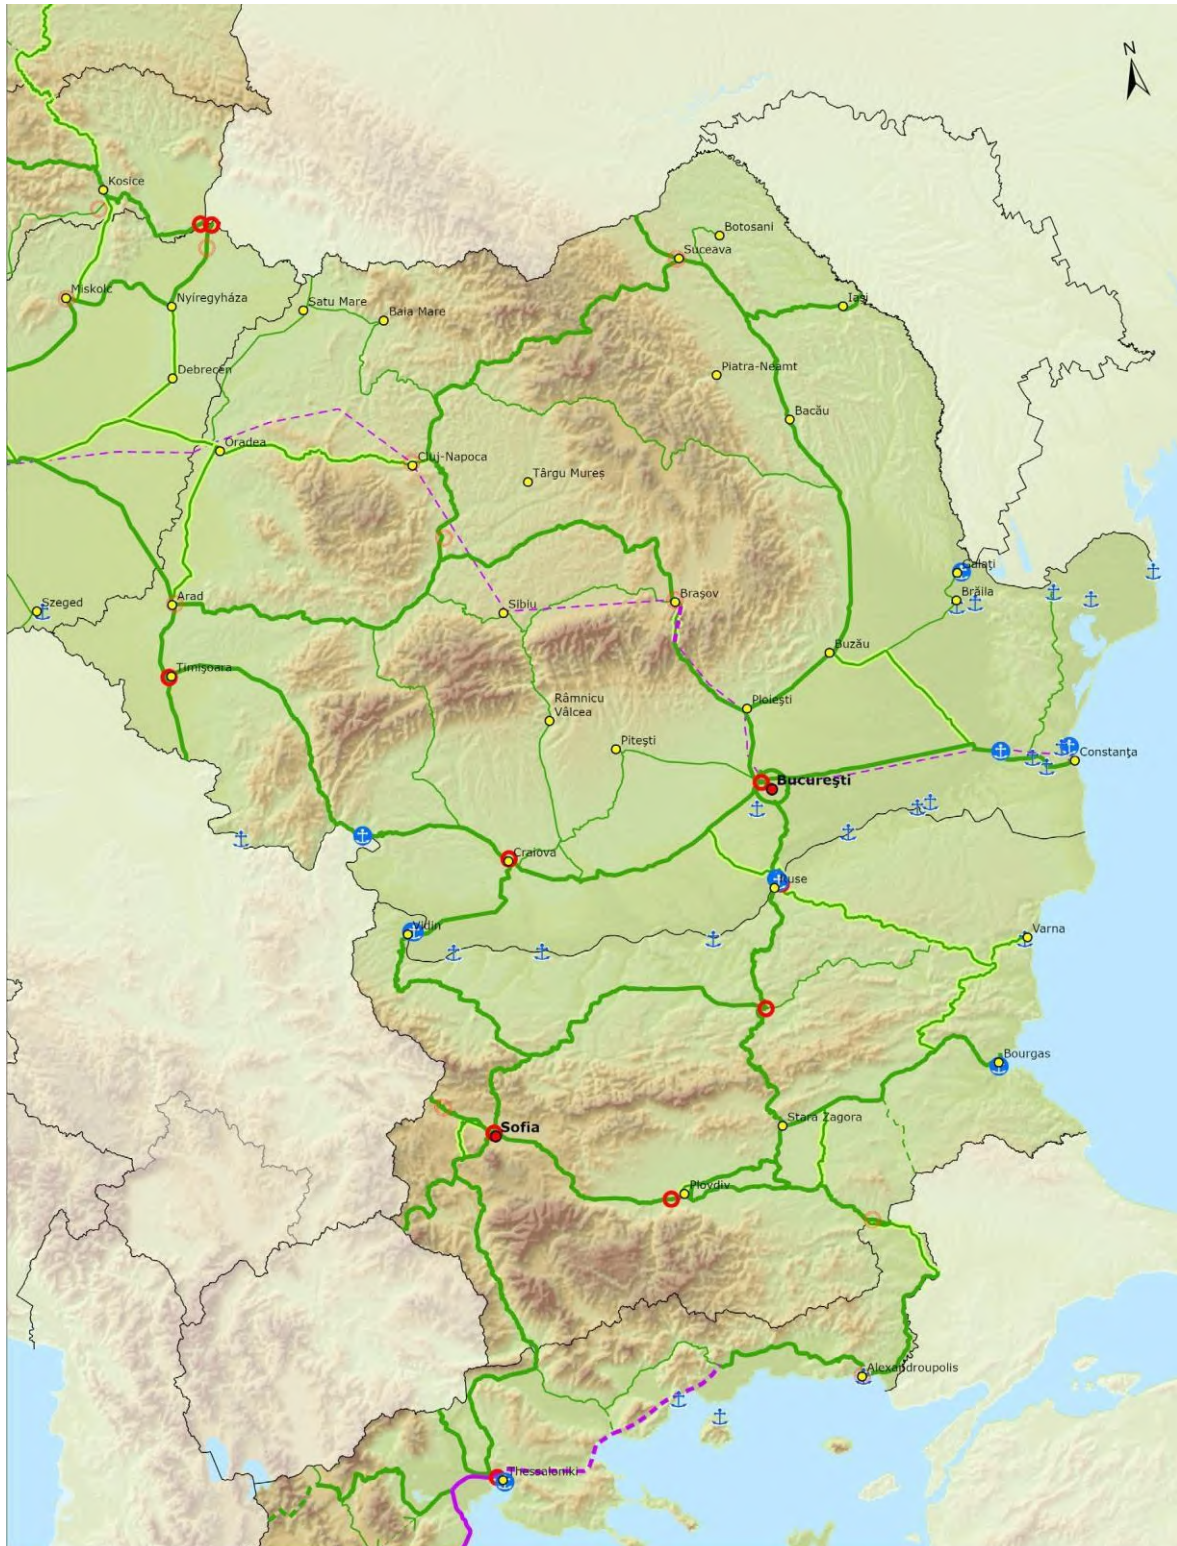 N
Kosice
Botosani
Suceava
Miskolc
Nyíregyháza
Satu Mare
Baia Mare
Iaşi
Debrecen
Piatra-Neamt
Bacău
Oradea
Cluj-Napoca
Târgu Mureș
Galaţi
Brăila
Szeged
Arad
Sibiu
Braşov
Buzău
Timişoara
Râmnicu
Vâlcea
Ploieşti
Piteşti
Constanţa
Bucureşti
Craiova
Ruse
Vidin
Varna
Bourgas
Sofia
Stara Zagora
Plovdiv
Alexandroupolis
Thessaloniki